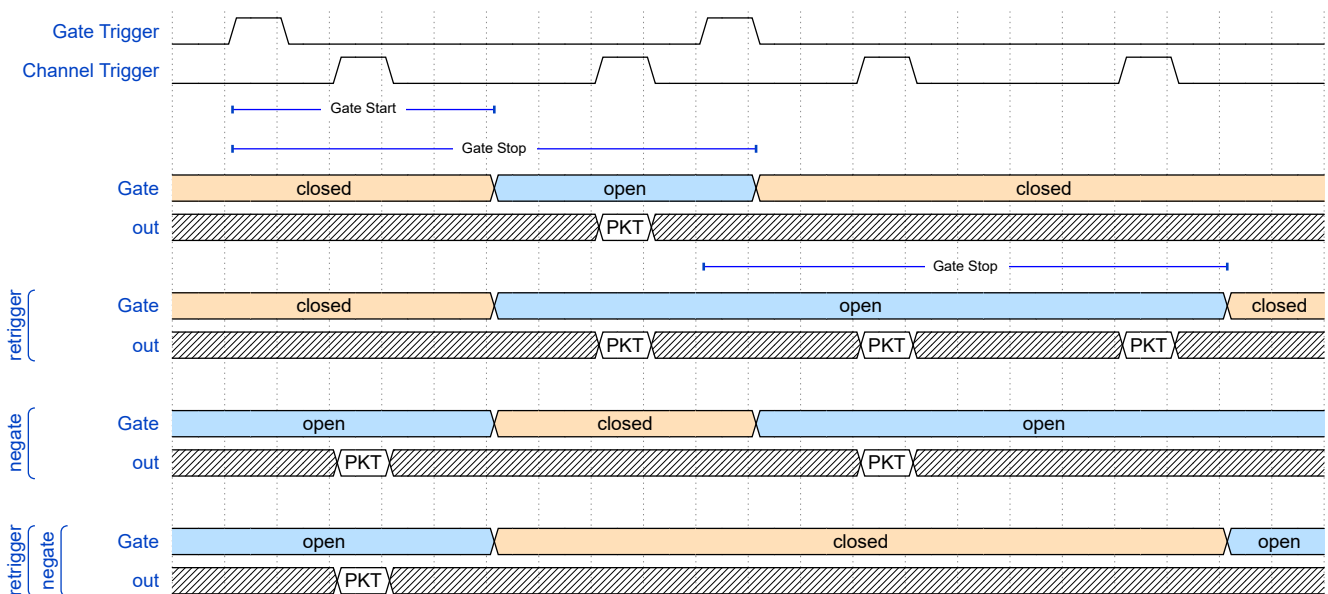 Gate Trigger
Channel Trigger
Gate Start
Gate Stop
Gate closed open closed
out PKT
Gate Stop
retrigger
Gate closed open closed
out PKT PKT PKT
negate
Gate open closed open
out PKT PKT
retrigger
negate
Gate open closed open
out PKT